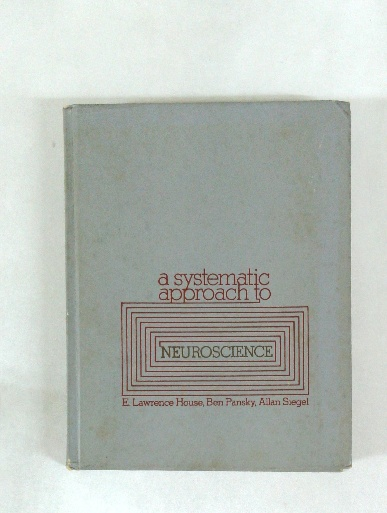 a systematic
approach to
NEUROSCIENCE
E. Lawrence House, Ben Pansky, Allan Siegel